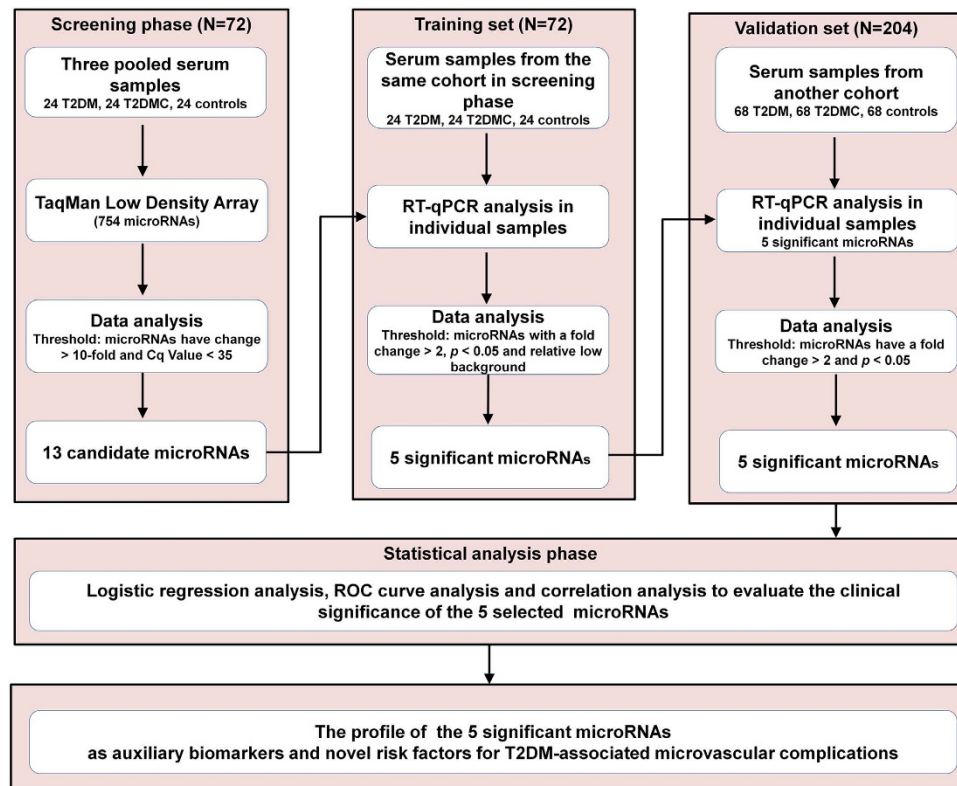 Screening phase (N=72)
Three pooled serum
samples
24 T2DM, 24 T2DMC, 24 controls
TaqMan Low Density Array
(754 microRNAs)
Data analysis
Threshold: microRNAs have change
> 10-fold and Cq Value < 35
13 candidate microRNAs
Training set (N=72)
Serum samples from the
same cohort in screening
phase
24 T2DM, 24 T2DMC, 24 controls
RT-qPCR analysis in
individual samples
Data analysis
Threshold: microRNAs with a fold
change > 2, p < 0.05 and relative low
background
5 significant microRNAs
Validation set (N=204)
Serum samples from
another cohort
68 T2DM, 68 T2DMC, 68 controls
RT-qPCR analysis in
individual samples
5 significant microRNAs
Data analysis
Threshold: microRNAs have a fold
change > 2 and p < 0.05
5 significant microRNAs
Statistical analysis phase
Logistic regression analysis, ROC curve analysis and correlation analysis to evaluate the clinical
significance of the 5 selected microRNAs
The profile of the 5 significant microRNAs
as auxiliary biomarkers and novel risk factors for T2DM-associated microvascular complications